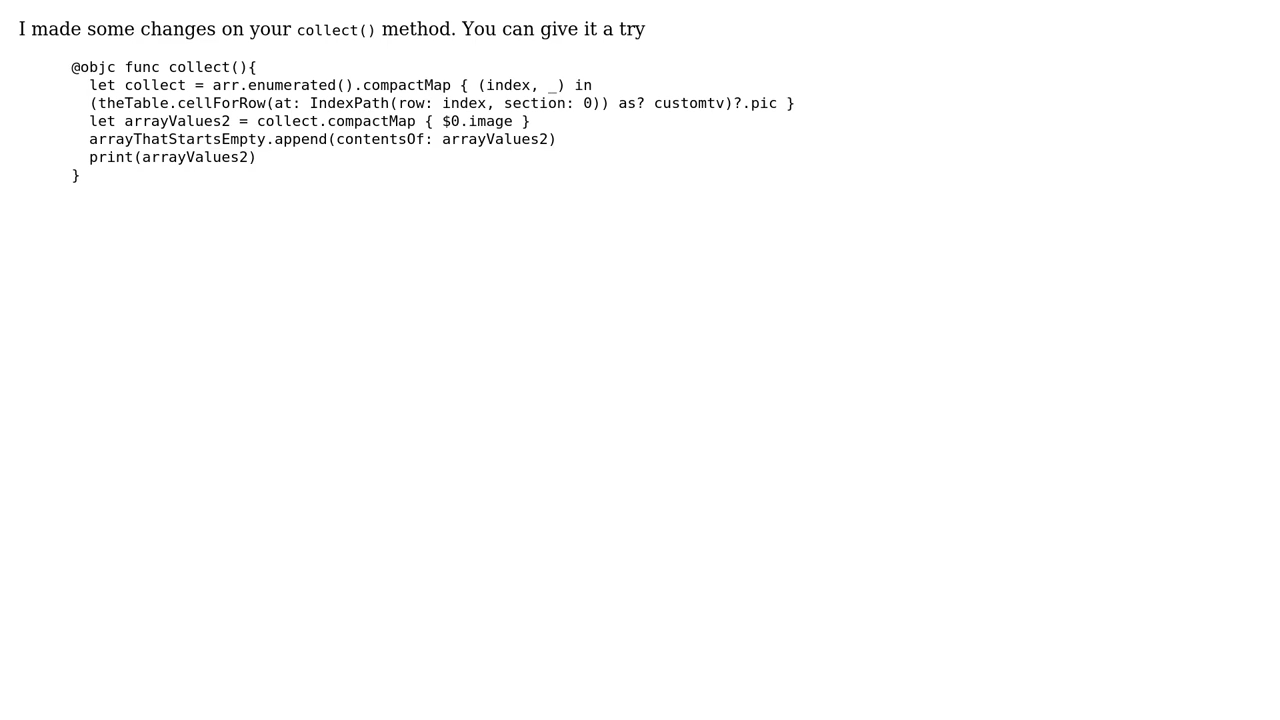 I made some changes on your collect() method. You can give it a try
@objc func collect(){
  let collect = arr.enumerated().compactMap { (index, _) in
  (theTable.cellForRow(at: IndexPath(row: index, section: 0)) as? customtv)?.pic }
  let arrayValues2 = collect.compactMap { $0.image }
  arrayThatStartsEmpty.append(contentsOf: arrayValues2)
  print(arrayValues2)
}